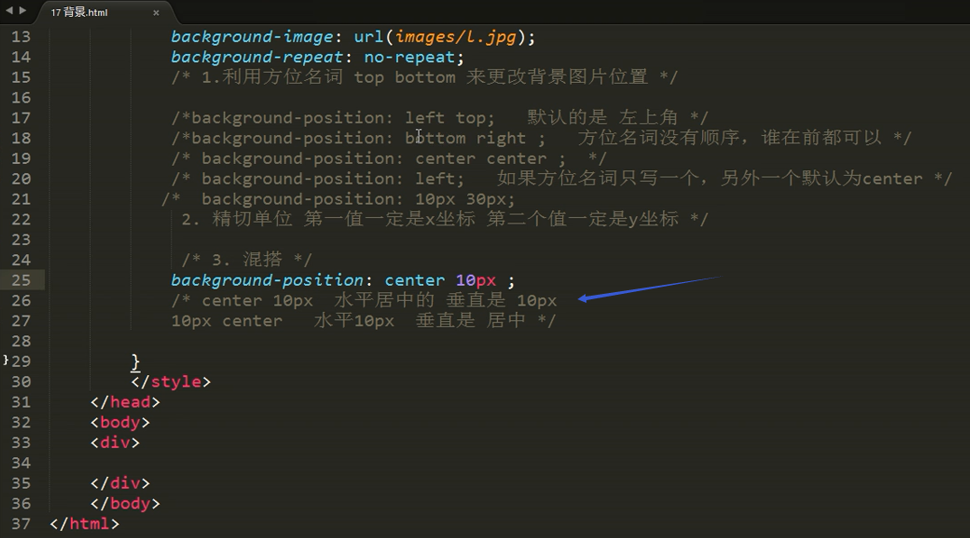 17 背景.html
13 background-image: url(images/l.jpg);
14 background-repeat: no-repeat;
15 /* 1.利用方位名词 top bottom 来更改背景图片位置 */
16
17 /*background-position: left top; 默认的是 左上角 */
18 /*background-position: bottom right ; 方位名词没有顺序，谁在前都可以 */
19 /* background-position: center center ; */
20 /* background-position: left; 如果方位名词只写一个，另外一个默认为center */
21 /* background-position: 10px 30px;
22 2. 精切单位 第一值一定是x坐标 第二个值一定是y坐标 */
23
24 /* 3. 混搭 */
25 background-position: center 10px ;
26 /* center 10px 水平居中的 垂直是 10px
27 10px center 水平10px 垂直是 居中 */
28
}29 }
30 </style>
31 </head>
32 <body>
33 <div>
34
35 </div>
36 </body>
37 </html>